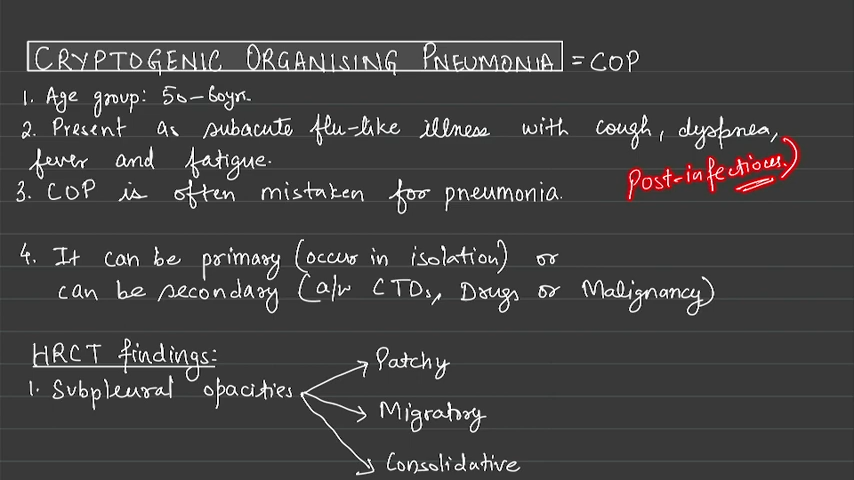 CRYPTOGENIC ORGANISING PNEUMONIA = COP
1. Age group: 50-60yr.
2. Present as subacute flu-like illness with cough, dyspnea,
fever and fatigue.
Post-infectious.)
3. COP is often mistaken for pneumonia.
4. It can be primary (occur in isolation) or
can be secondary (a/w CTDs, Drugs or Malignancy)
HRCT findings:
1. Subpleural opacities
Patchy
Migratory
Consolidative